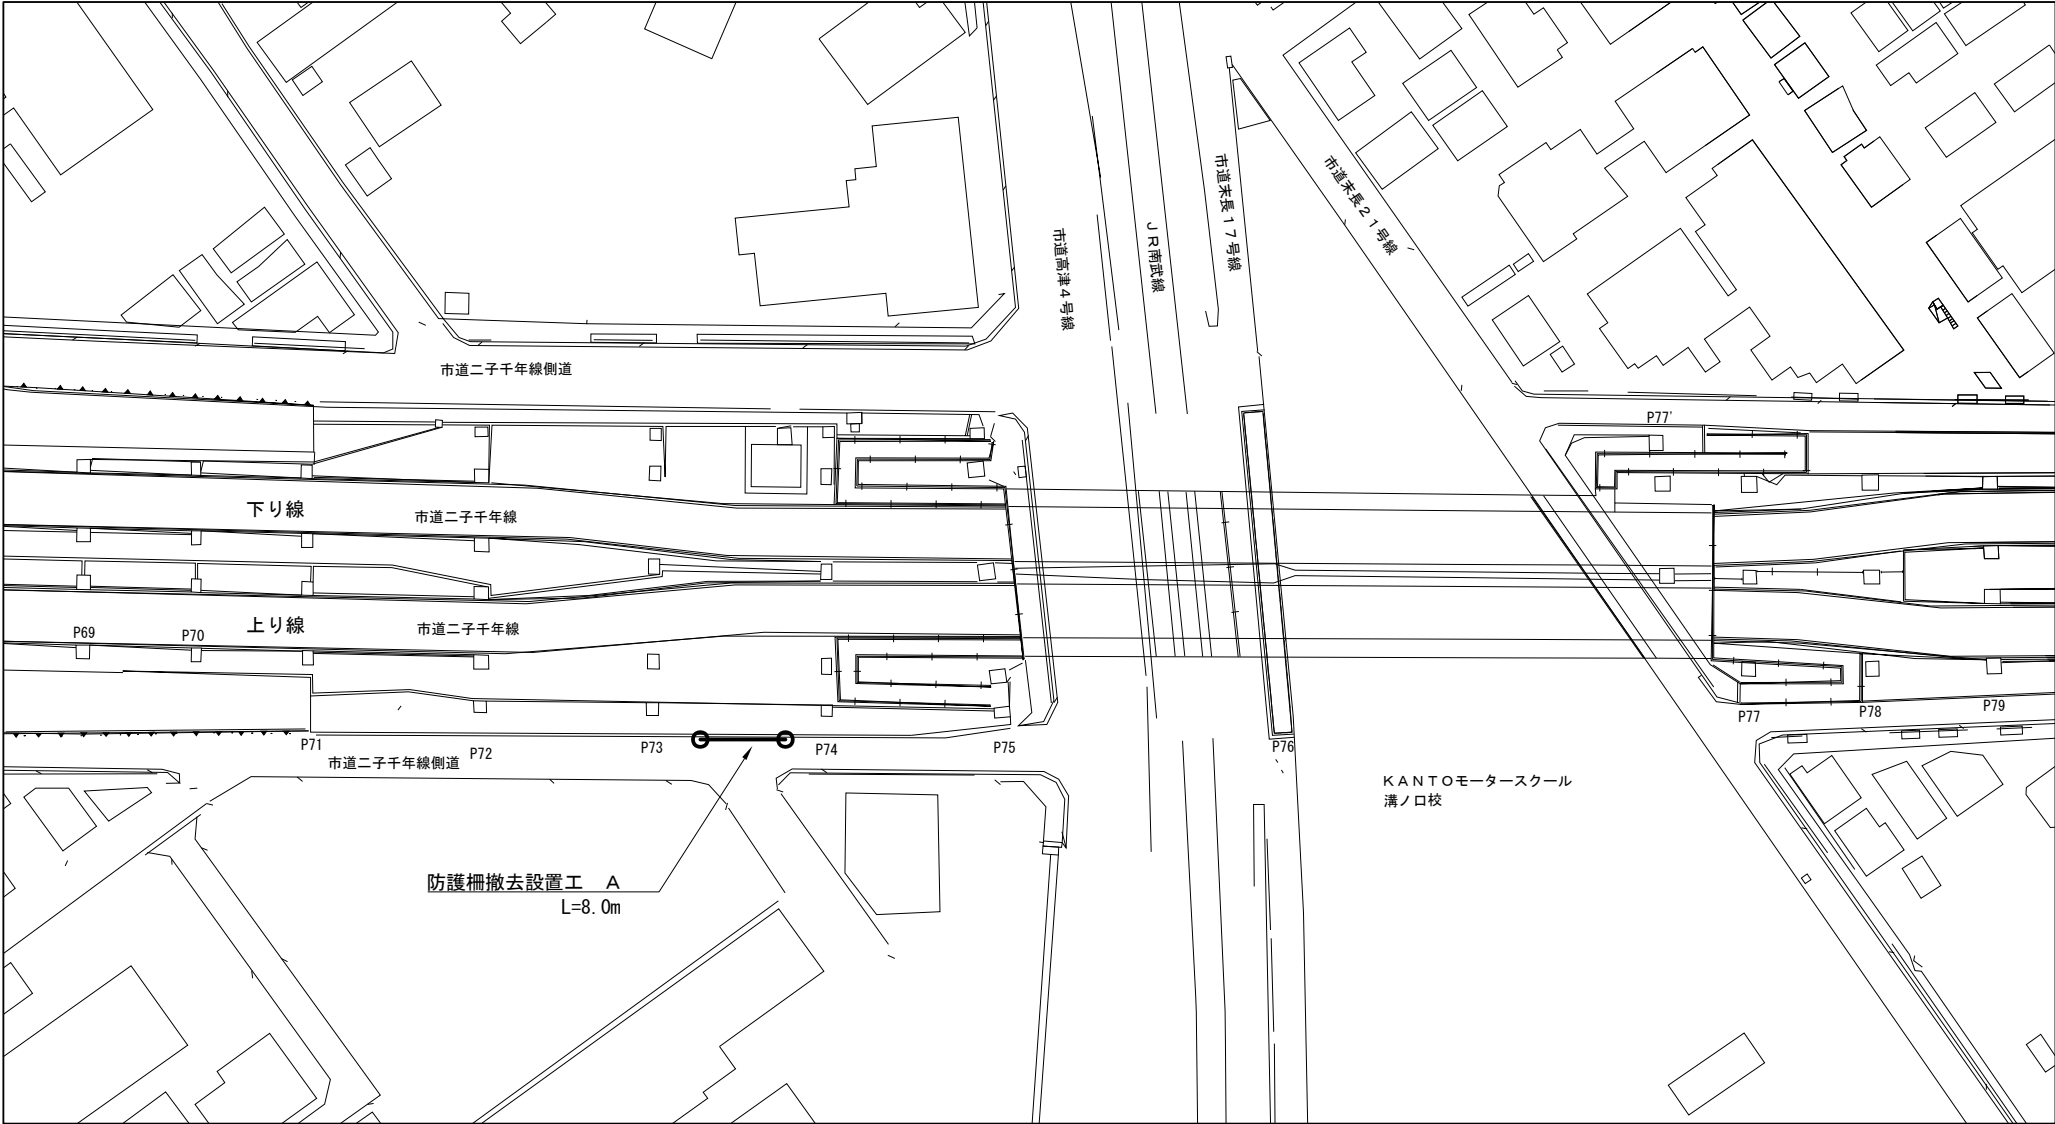 市道末長１７号線
市道末長２１号線
市道高津４号線
ＪＲ南武線
市道二子千年線側道
P77'
下り線
市道二子千年線
上り線
市道二子千年線
P69
P70
P71
P72
P73
P74
P75
P76
P77
P78
P79
市道二子千年線側道
ＫＡＮＴＯモータースクール
溝ノ口校
防護柵撤去設置工　Ａ
L=8.0m